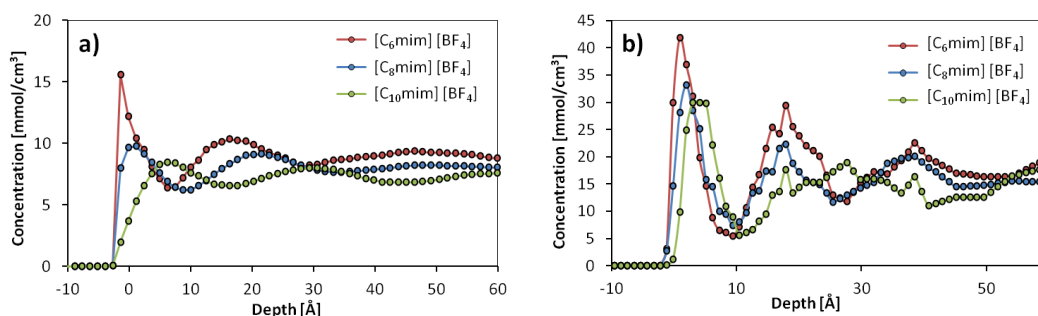 a)
Concentration [mmol/cm³]
20
15
10
5
0
-10 0 10 20 30 40 50 60
Depth [Å]
[C₆mim] [BF₄]
[C₈mim] [BF₄]
[C₁₀mim] [BF₄]
b)
Concentration [mmol/cm³]
45
40
35
30
25
20
15
10
5
0
-10 10 30 50
Depth [Å]
[C₆mim] [BF₄]
[C₈mim] [BF₄]
[C₁₀mim] [BF₄]